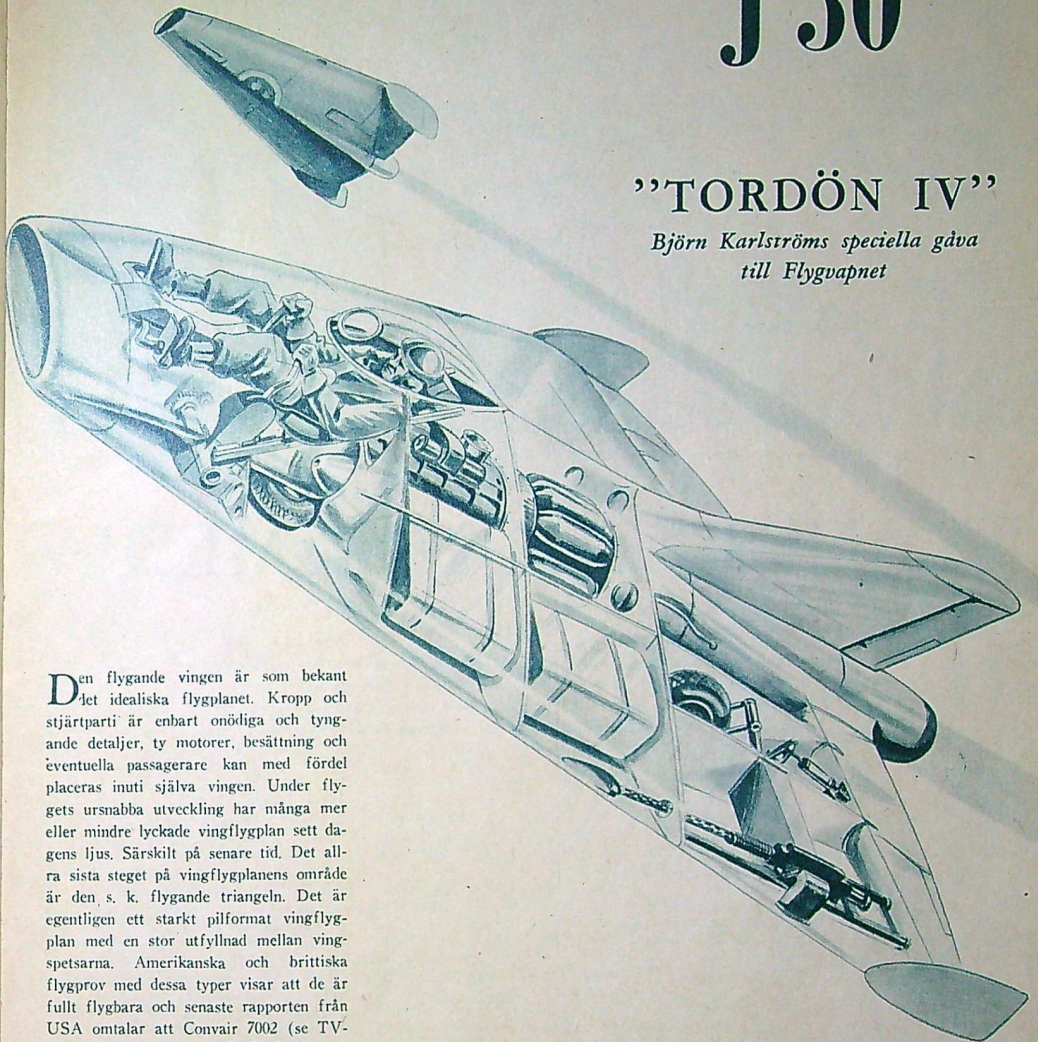 J 30
"TORDÖN IV"
Björn Karlströms speciella gåva
till Flygvapnet
Den flygande vingen är som bekant
det idealiska flygplanet. Kropp och
stjärtparti är enbart onödiga och tyng-
ande detaljer, ty motorer, besättning och
eventuella passagerare kan med fördel
placeras inuti själva vingen. Under fly-
gets ursnabba utveckling har många mer
eller mindre lyckade vingflygplan sett da-
gens ljus. Särskilt på senare tid. Det all-
ra sista steget på vingflygplanens område
är den s. k. flygande triangeln. Det är
egentligen ett starkt pilformat vingflyg-
plan med en stor utfyllnad mellan ving-
spetsarna. Amerikanska och brittiska
flygprov med dessa typer visar att de är
fullt flygbara och senaste rapporten från
USA omtalar att Convair 7002 (se TV-